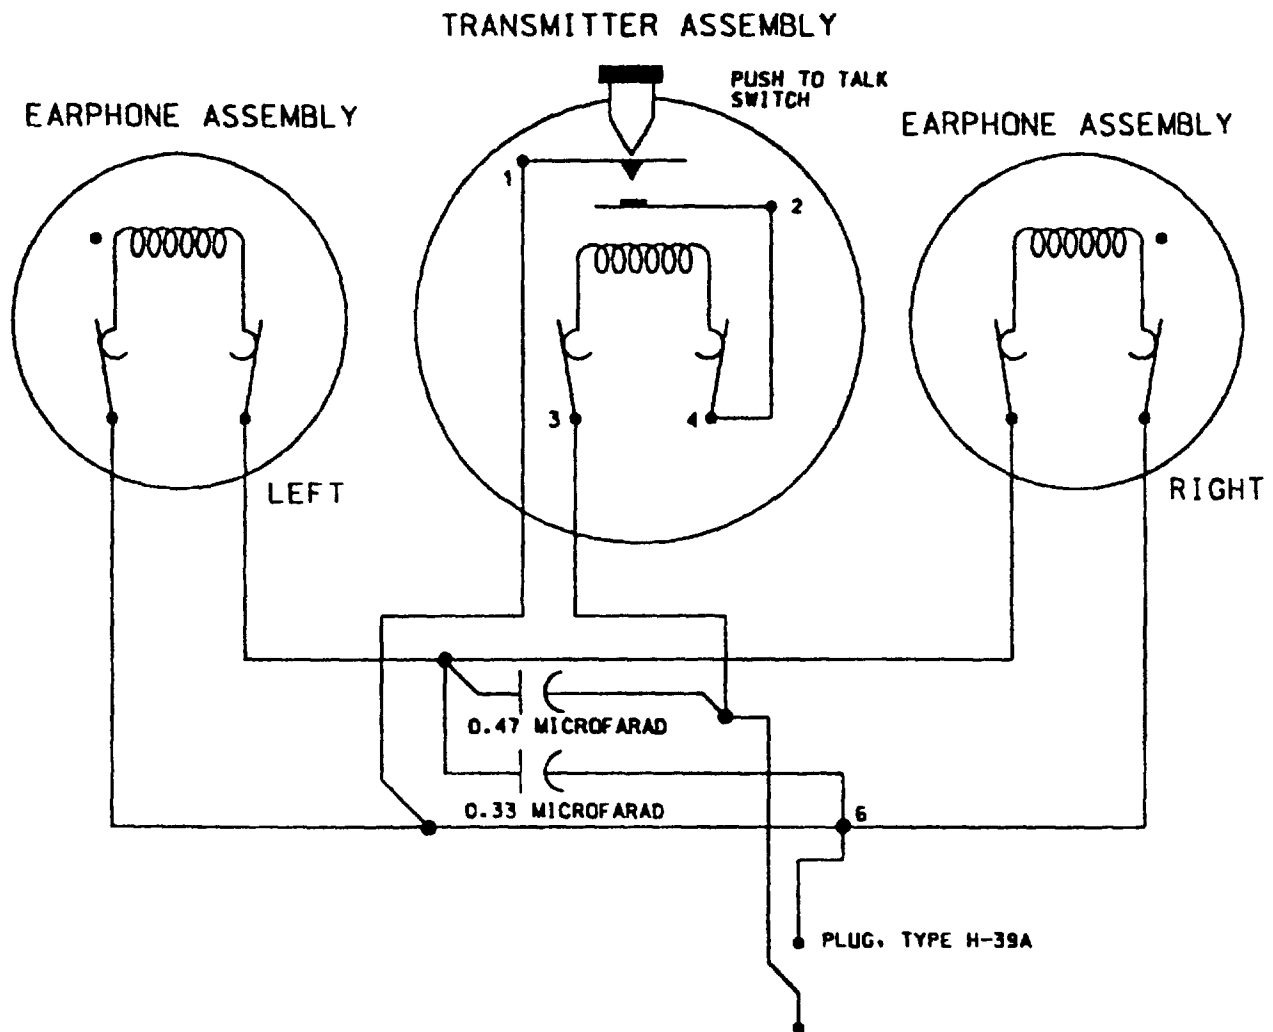 TRANSMITTER ASSEMBLY
PUSH TO TALK
SWITCH
EARPHONE ASSEMBLY
EARPHONE ASSEMBLY
1
2
3
4
LEFT
RIGHT
0.47 MICROFARAD
0.33 MICROFARAD
6
PLUG, TYPE H-39A